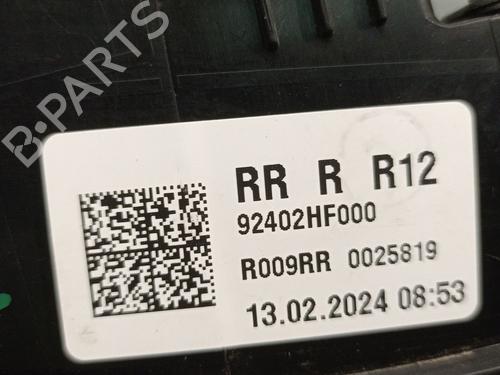 B-PARTS
RR R R12
92402HF000
R009RR 0025819
13.02.2024 08:53